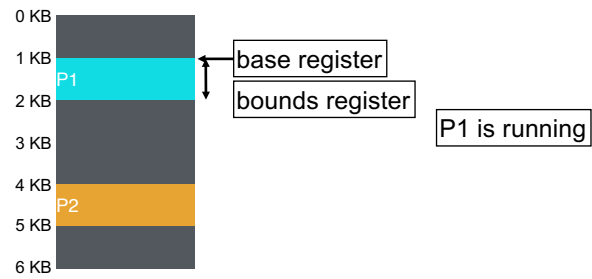 0 KB
1 KB
base register
P1
bounds register
2 KB
P1 is running
3 KB
4 KB
P2
5 KB
6 KB